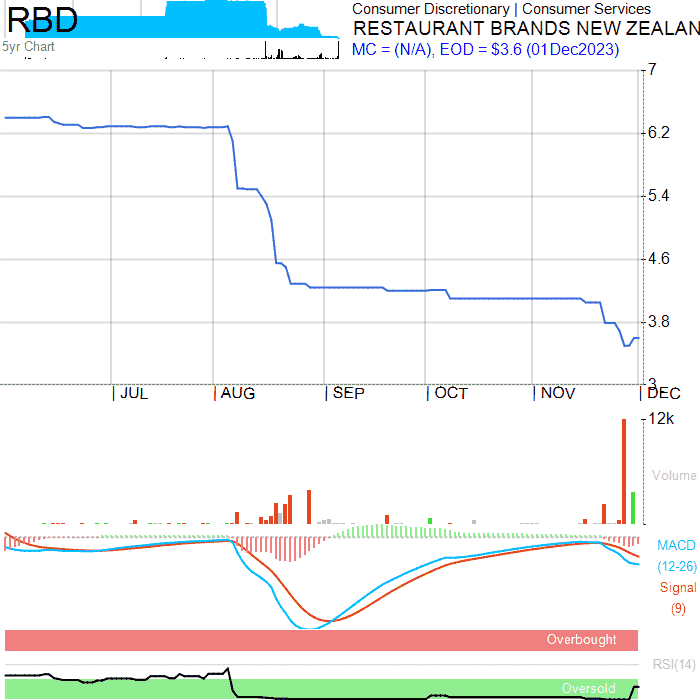 RBD
5yr Chart
Consumer Discretionary | Consumer Services
RESTAURANT BRANDS NEW ZEALAN
MC = (N/A), EOD = $3.6 (01Dec2023)
7
6.2
5.4
4.6
3.8
3
JUL AUG SEP OCT NOV DEC
12k
Volume
MACD
(12-26)
Signal
(9)
Overbought
RSI(14)
Oversold